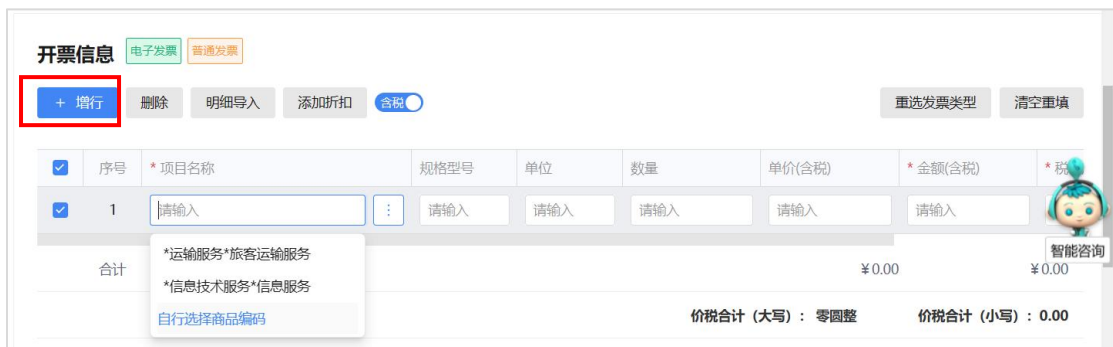 开票信息 电子发票 普通发票
+ 增行 删除 明细导入 添加折扣 含税 重选发票类型 清空重填
序号 * 项目名称 规格型号 单位 数量 单价(含税) * 金额(含税) * 税
1 请输入 请输入 请输入 请输入 请输入 请输入
智能咨询
*运输服务*旅客运输服务
合计 ¥0.00 ¥0.00
*信息技术服务*信息服务
自行选择商品编码 价税合计（大写）： 零圆整 价税合计（小写）：0.00